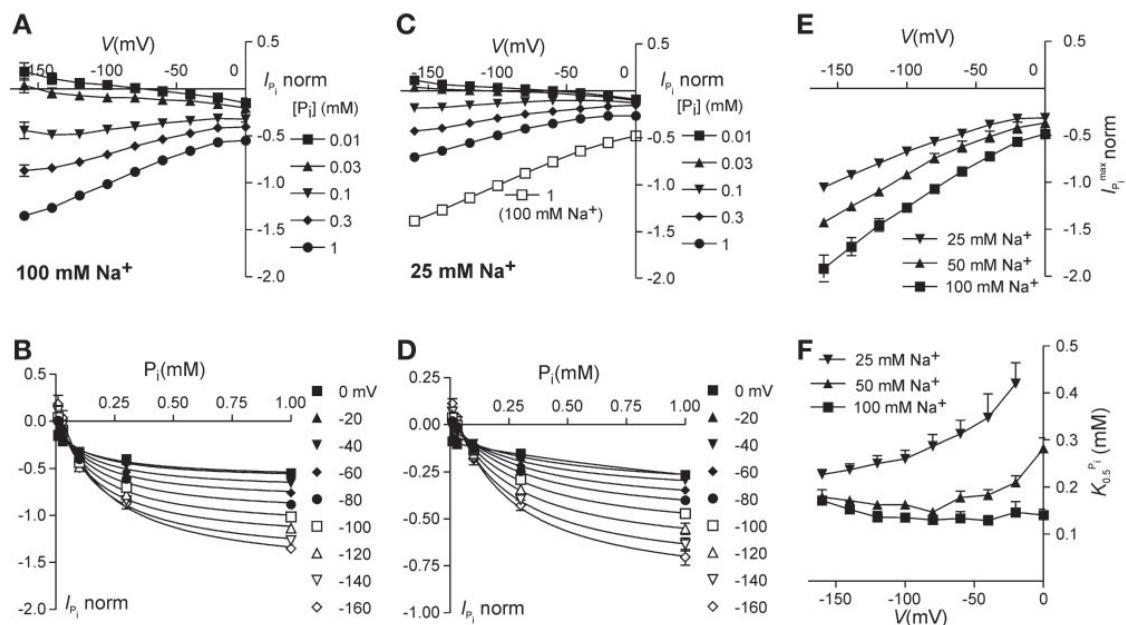 A
V(mV)
-150 -100 -50 0
0.5
I_Pi norm
[Pi] (mM)
0.01
0.03
0.1
0.3
1
-0.5
-1.0
-1.5
-2.0
100 mM Na⁺
C
V(mV)
-150 -100 -50 0
0.5
I_Pi norm
[Pi] (mM)
0.01
0.03
0.1
0.3
1
-0.5
-1.0
-1.5
-2.0
1
(100 mM Na⁺)
25 mM Na⁺
E
V(mV)
-150 -100 -50 0
0.5
-0.5
-1.0
-1.5
-2.0
I_Pi^max norm
25 mM Na⁺
50 mM Na⁺
100 mM Na⁺
B
Pi(mM)
0.25 0.50 0.75 1.00
0.5
0.0
-0.5
-1.0
-1.5
-2.0
I_Pi norm
0 mV
-20
-40
-60
-80
-100
-120
-140
-160
D
Pi(mM)
0.25 0.50 0.75 1.00
0.25
0.00
-0.25
-0.50
-0.75
-1.00
I_Pi norm
0 mV
-20
-40
-60
-80
-100
-120
-140
-160
F
25 mM Na⁺
50 mM Na⁺
100 mM Na⁺
0.5
0.4
0.3
0.2
0.1
K_0.5^Pi (mM)
-150 -100 -50 0
V(mV)